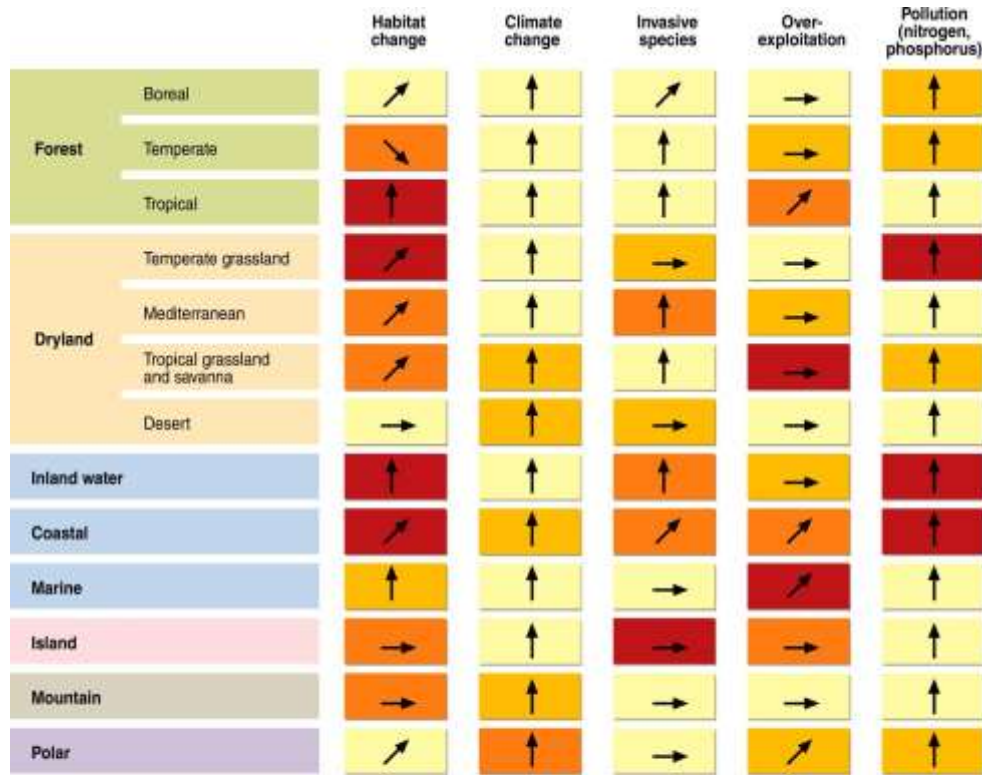 Habitat
change
Climate
change
Invasive
species
Over-
exploitation
Pollution
(nitrogen,
phosphorus)
Forest
Boreal
Temperate
Tropical
Dryland
Temperate grassland
Mediterranean
Tropical grassland
and savanna
Desert
Inland water
Coastal
Marine
Island
Mountain
Polar